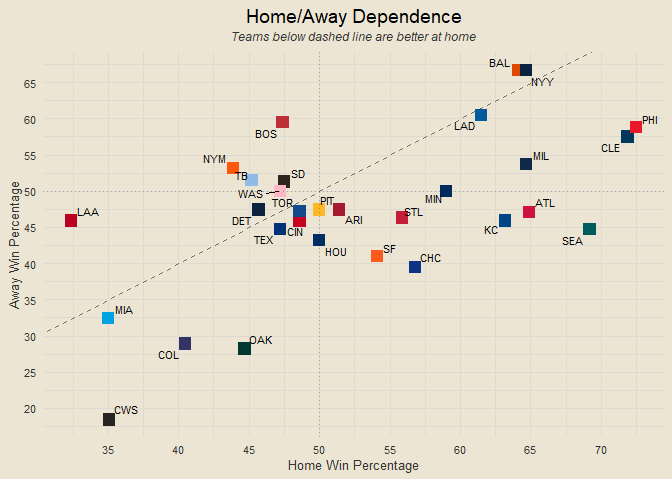 Home/Away Dependence
Teams below dashed line are better at home
Away Win Percentage
65
60
55
50
45
40
35
30
25
20
BAL
NYY
LAD
PHI
CLE
BOS
MIL
NYM
TB
SD
WAS
MIN
LAA
TOR
PIT
DET
CIN
ARI
STL
ATL
KC
TEX
HOU
SF
SEA
CHC
MIA
COL
OAK
CWS
35
40
45
50
55
60
65
70
Home Win Percentage